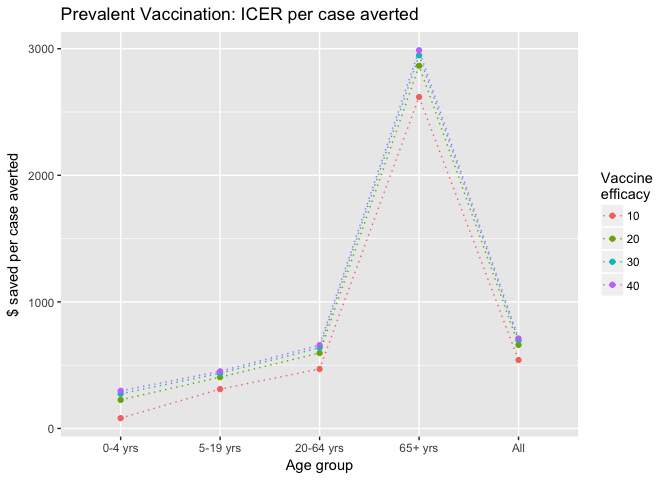 Prevalent Vaccination: ICER per case averted
$ saved per case averted
3000
2000
1000
0
0-4 yrs
5-19 yrs
20-64 yrs
65+ yrs
All
Age group
Vaccine
efficacy
10
20
30
40